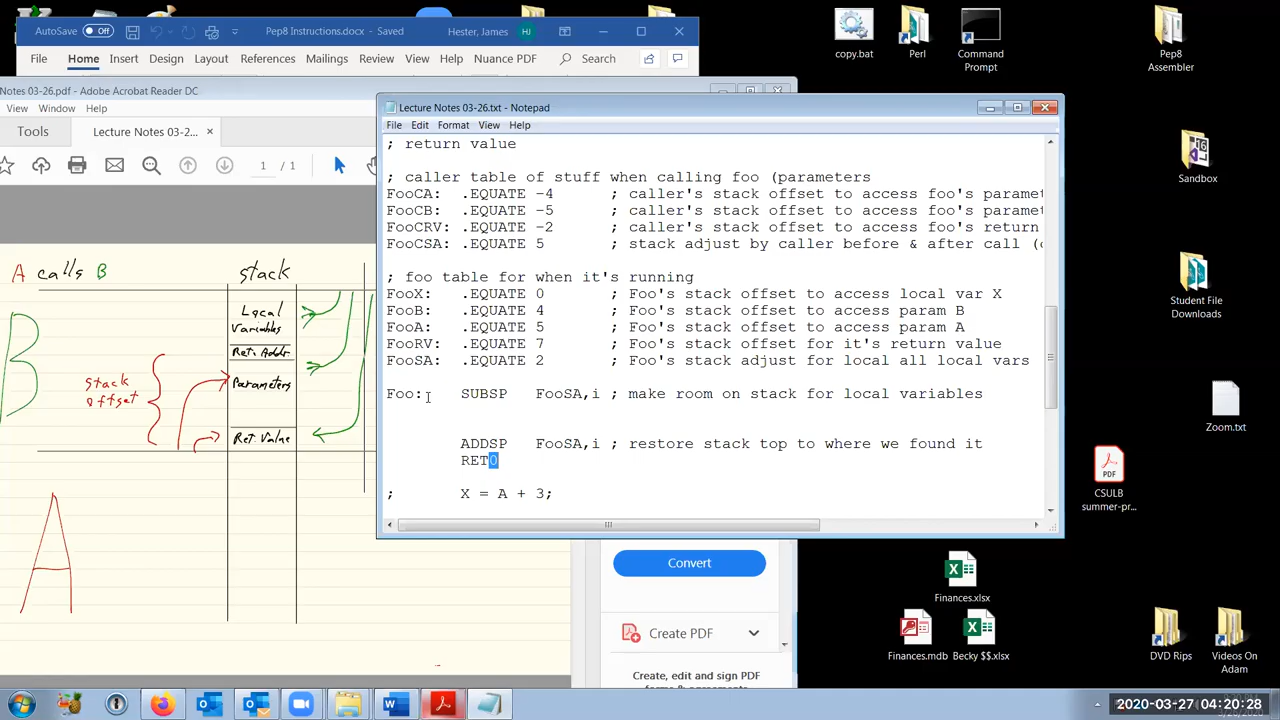 AutoSave Off Pep8 Instructions.docx - Saved Hester, James HJ
File Home Insert Design Layout References Mailings Review View Help Nuance PDF Search
Notes 03-26.pdf - Adobe Acrobat Reader DC
View Window Help
Tools Lecture Notes 03-2... ×
1 / 1
Lecture Notes 03-26.txt - Notepad
File Edit Format View Help
; return value
; caller table of stuff when calling foo (parameters
FooCA: .EQUATE -4 ; caller's stack offset to access foo's paramet
FooCB: .EQUATE -5 ; caller's stack offset to access foo's paramet
FooCRV: .EQUATE -2 ; caller's stack offset to access foo's return
FooCSA: .EQUATE 5 ; stack adjust by caller before & after call (
; foo table for when it's running
FooX: .EQUATE 0 ; Foo's stack offset to access local var X
FooB: .EQUATE 4 ; Foo's stack offset to access param B
FooA: .EQUATE 5 ; Foo's stack offset to access param A
FooRV: .EQUATE 7 ; Foo's stack offset for it's return value
FooSA: .EQUATE 2 ; Foo's stack adjust for local all local vars
Foo: SUBSP FooSA,i ; make room on stack for local variables
ADDSP FooSA,i ; restore stack top to where we found it
RET0
; X = A + 3;
A calls B
stack
Local
Variables
Ret Addr
Parameters
Ret Value
stack
offset
B
A
Convert
Create PDF
Create, edit and sign PDF
copy.bat
Perl
Command
Prompt
Pep8
Assembler
Sandbox
Student File
Downloads
Zoom.txt
PDF
CSULB
summer-pr...
Finances.xlsx
Finances.mdb
Becky $$.xlsx
DVD Rips
Videos On
Adam
2020-03-27 04:20:28